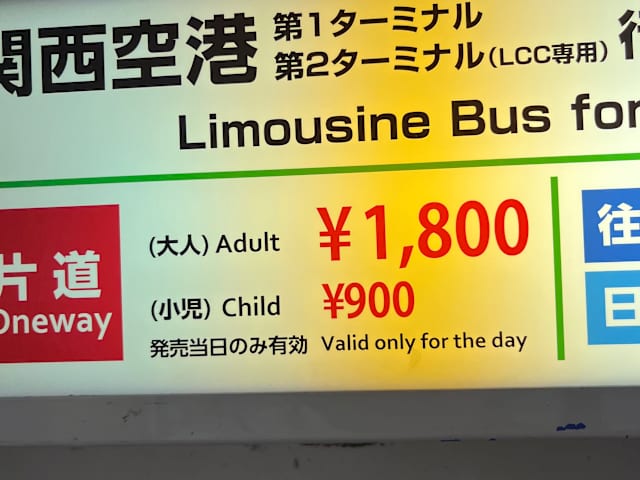 関西空港 第1ターミナル
第2ターミナル(LCC専用)
Limousine Bus for
片道
Oneway
(大人) Adult ¥1,800
(小児) Child ¥900
発売当日のみ有効 Valid only for the day
往
日